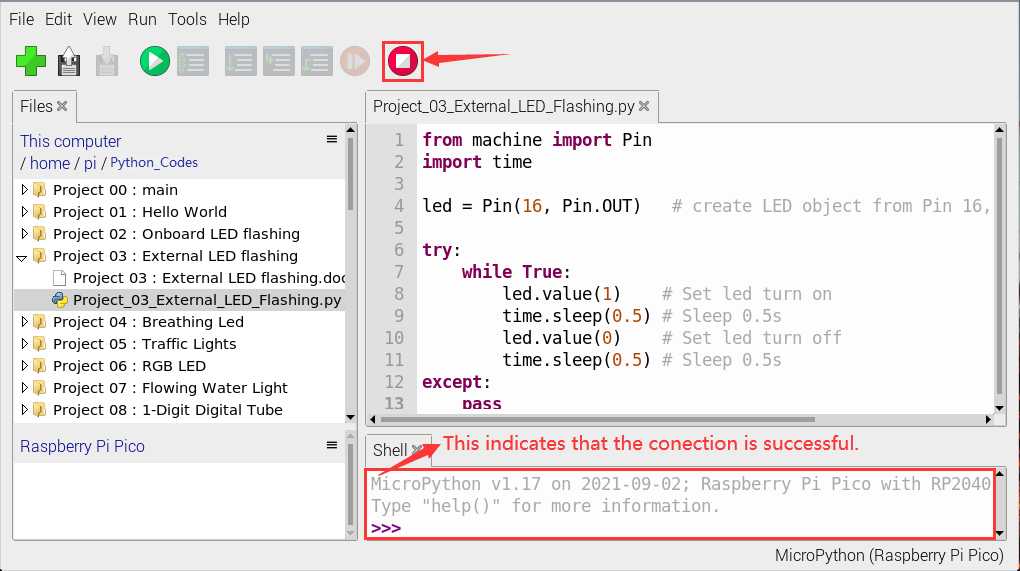 File Edit View Run Tools Help
Files
This computer
/ home / pi / Python_Codes
Project 00 : main
Project 01 : Hello World
Project 02 : Onboard LED flashing
Project 03 : External LED flashing
Project 03 : External LED flashing.doc
Project_03_External_LED_Flashing.py
Project 04 : Breathing Led
Project 05 : Traffic Lights
Project 06 : RGB LED
Project 07 : Flowing Water Light
Project 08 : 1-Digit Digital Tube
Raspberry Pi Pico
Project_03_External_LED_Flashing.py
1 from machine import Pin
2 import time
3
4 led = Pin(16, Pin.OUT)   # create LED object from Pin 16,
5
6 try:
7     while True:
8         led.value(1)    # Set led turn on
9         time.sleep(0.5) # Sleep 0.5s
10         led.value(0)    # Set led turn off
11         time.sleep(0.5) # Sleep 0.5s
12 except:
13     pass
Shell
This indicates that the conection is successful.
MicroPython v1.17 on 2021-09-02; Raspberry Pi Pico with RP2040
Type "help()" for more information.
>>>
MicroPython (Raspberry Pi Pico)